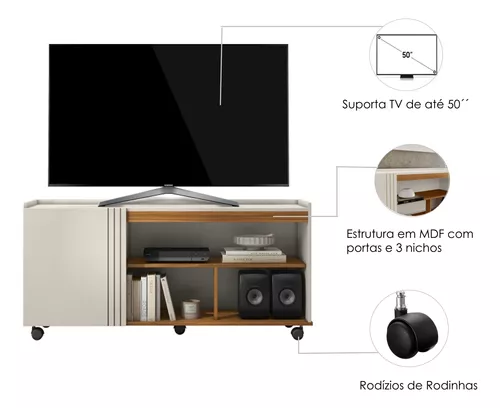 50´
Suporta TV de até 50´´
Estrutura em MDF com
portas e 3 nichos
Rodízios de Rodinhas